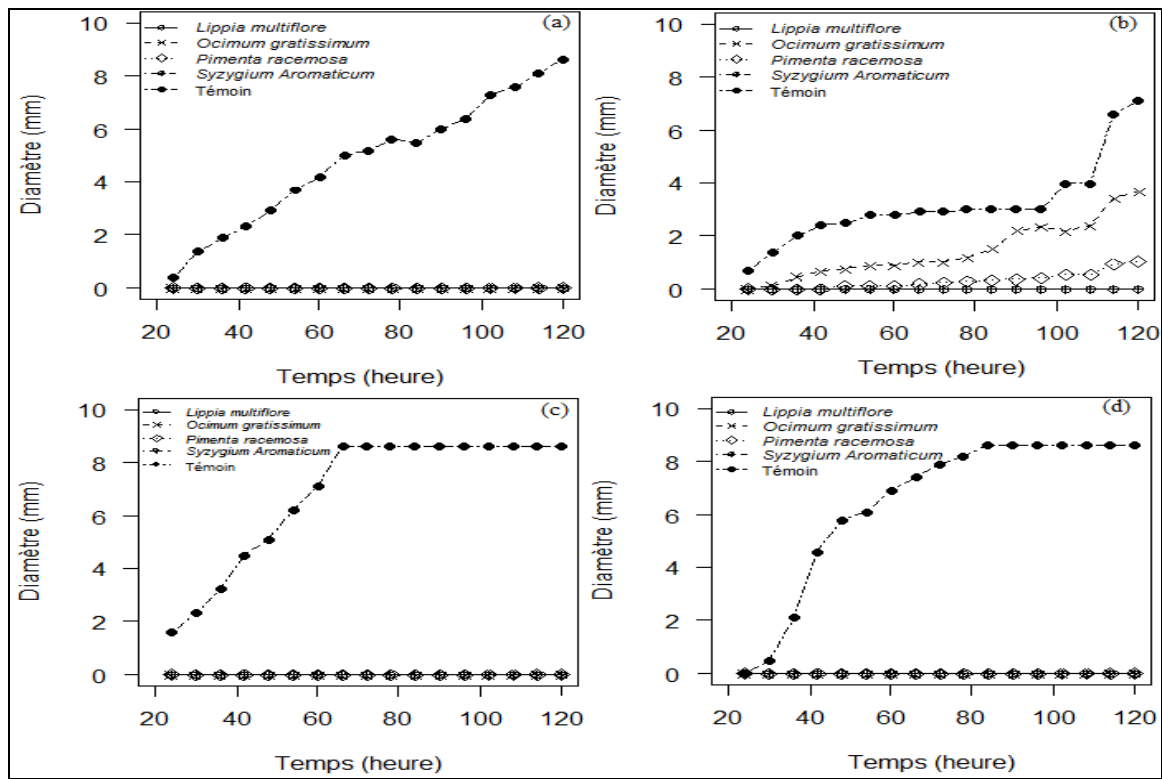 (a)
Lippia multiflore
Ocimum gratissimum
Pimenta racemosa
Syzygium Aromaticum
Témoin
Diamètre (mm)
10
8
6
4
2
0
20 40 60 80 100 120
Temps (heure)
(b)
Lippia multiflore
Ocimum gratissimum
Pimenta racemosa
Syzygium Aromaticum
Témoin
Diamètre (mm)
10
8
6
4
2
0
20 40 60 80 100 120
Temps (heure)
(c)
Lippia multiflore
Ocimum gratissimum
Pimenta racemosa
Syzygium Aromaticum
Témoin
Diamètre (mm)
10
8
6
4
2
0
20 40 60 80 100 120
Temps (heure)
(d)
Lippia multiflore
Ocimum gratissimum
Pimenta racemosa
Syzygium Aromaticum
Témoin
Diamètre (mm)
10
8
6
4
2
0
20 40 60 80 100 120
Temps (heure)